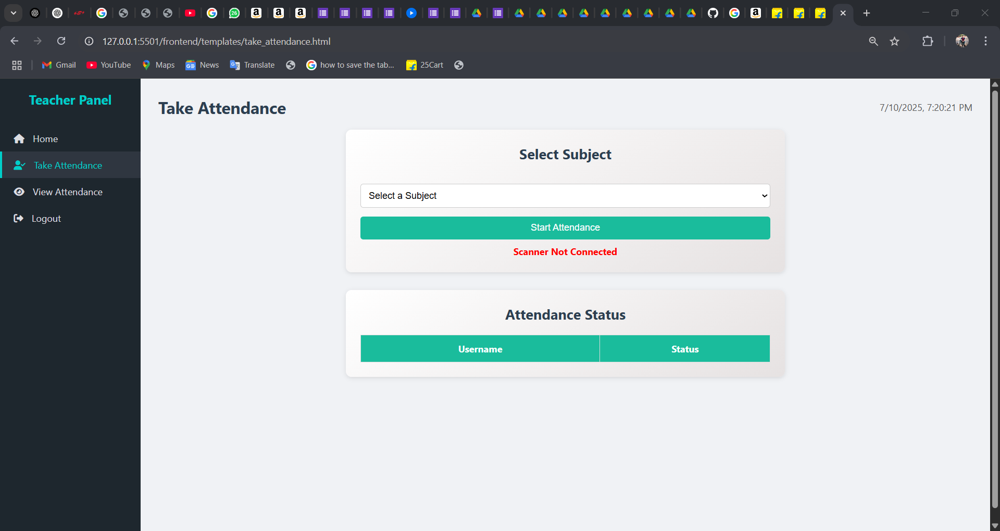 26
127.0.0.1:5501/frontend/templates/take_attendance.html
Gmail YouTube Maps News Translate how to save the tab... 25Cart
Teacher Panel
Home
Take Attendance
View Attendance
Logout
Take Attendance
7/10/2025, 7:20:21 PM
Select Subject
Select a Subject
Start Attendance
Scanner Not Connected
Attendance Status
Username Status